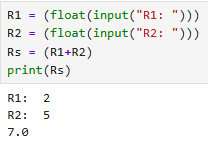 R1 = (float(input("R1: ")))
R2 = (float(input("R2: ")))
Rs = (R1+R2)
print(Rs)
R1: 2
R2: 5
7.0